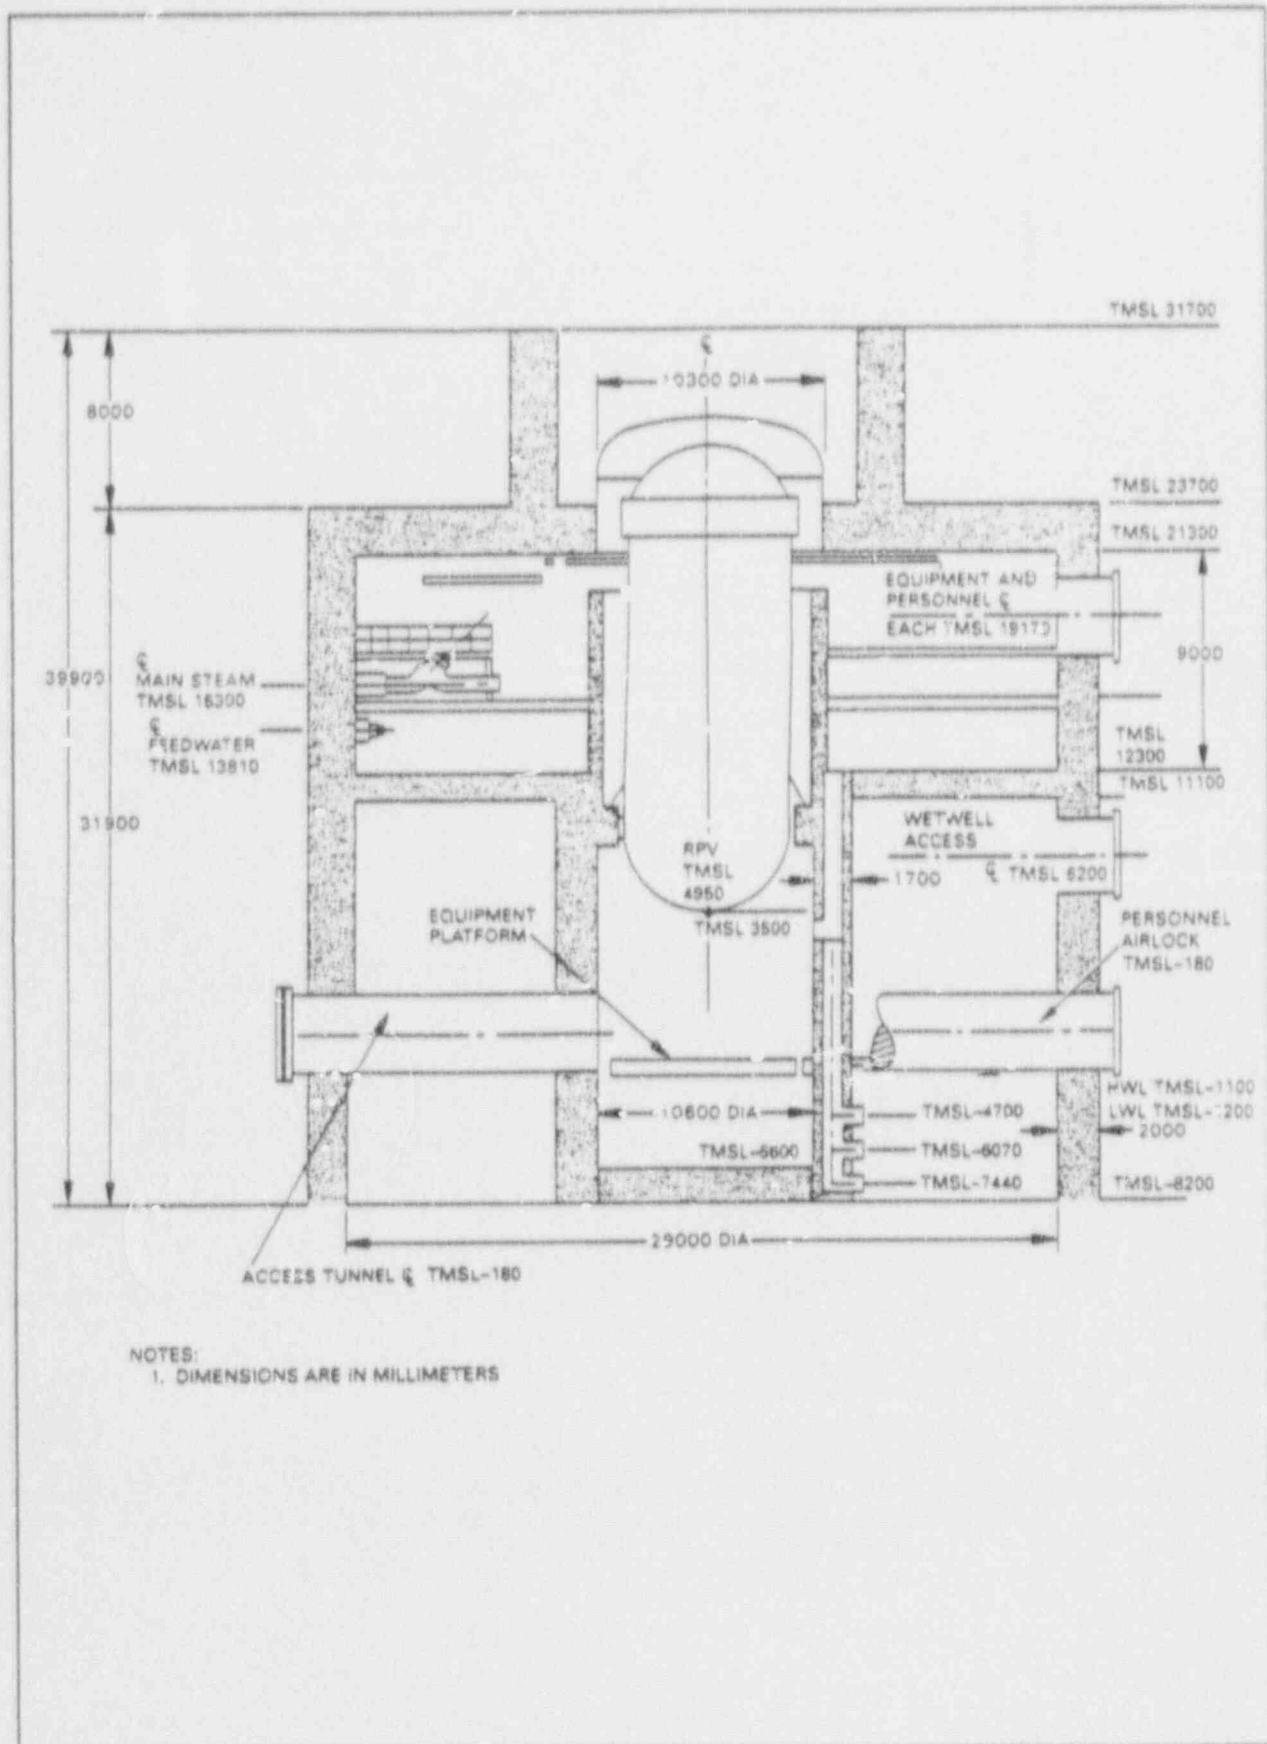 TMSL 31700
℄
10300 DIA
8000
TMSL 23700
TMSL 21300
EQUIPMENT AND
PERSONNEL ℄
EACH TMSL 19170
9000
39900
℄
MAIN STEAM
TMSL 16300
℄
FEEDWATER
TMSL 13810
TMSL
12300
TMSL 11100
31900
WETWELL
ACCESS
℄ TMSL 6200
RPV
TMSL
4950
1700
TMSL 3500
EQUIPMENT
PLATFORM
PERSONNEL
AIRLOCK
TMSL-180
HWL TMSL-1100
LWL
2000
10600 DIA
TMSL-4700
TMSL-6600
TMSL-6070
TMSL-7440
TMSL-8200
29000 DIA
ACCESS TUNNEL ℄ TMSL-180
NOTES:
1. DIMENSIONS ARE IN MILLIMETERS